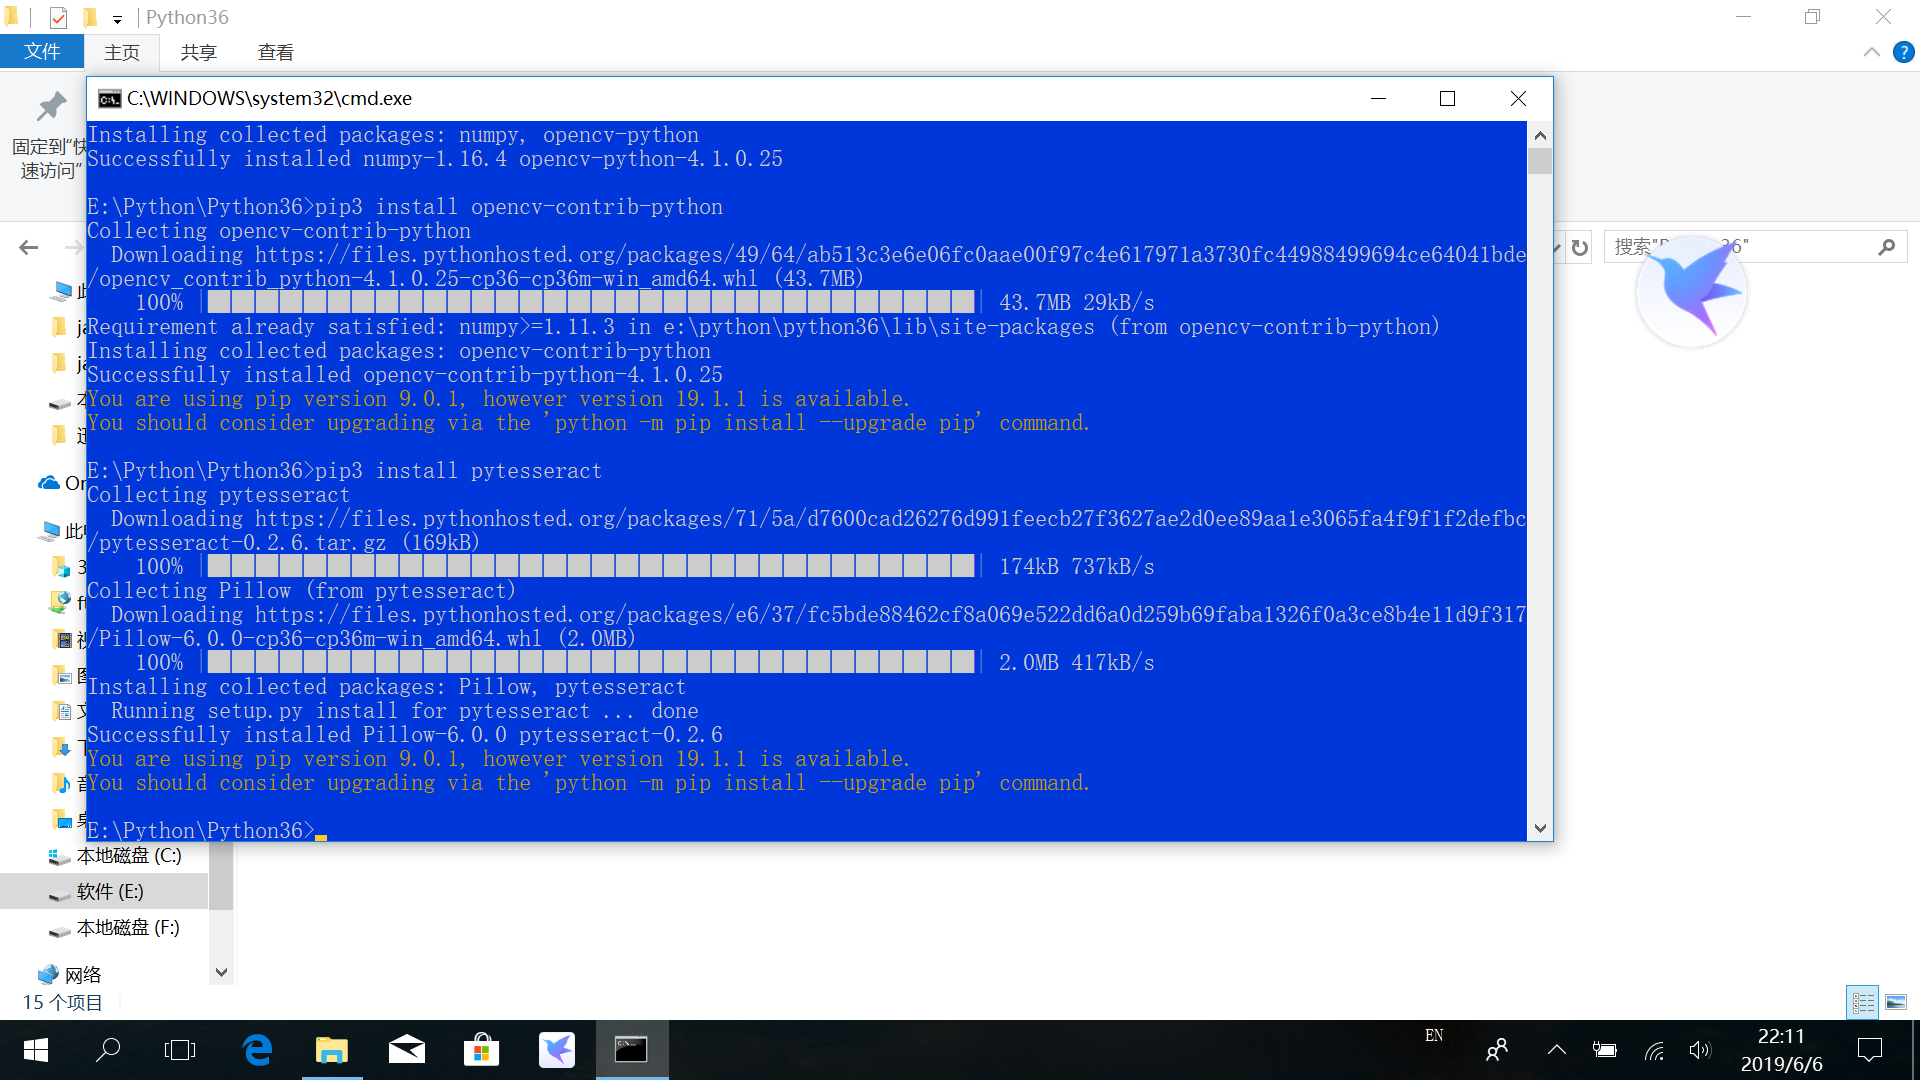 Python36
文件 主页 共享 查看
固定到"快
速访问"
C:\WINDOWS\system32\cmd.exe
Installing collected packages: numpy, opencv-python
Successfully installed numpy-1.16.4 opencv-python-4.1.0.25
E:\Python\Python36>pip3 install opencv-contrib-python
Collecting opencv-contrib-python
  Downloading https://files.pythonhosted.org/packages/49/64/ab513c3e6e06fc0aae00f97c4e617971a3730fc44988499694ce64041bde
/opencv_contrib_python-4.1.0.25-cp36-cp36m-win_amd64.whl (43.7MB)
    100% || 43.7MB 29kB/s
Requirement already satisfied: numpy>=1.11.3 in e:\python\python36\lib\site-packages (from opencv-contrib-python)
Installing collected packages: opencv-contrib-python
Successfully installed opencv-contrib-python-4.1.0.25
You are using pip version 9.0.1, however version 19.1.1 is available.
You should consider upgrading via the 'python -m pip install --upgrade pip' command.
E:\Python\Python36>pip3 install pytesseract
Collecting pytesseract
  Downloading https://files.pythonhosted.org/packages/71/5a/d7600cad26276d991feecb27f3627ae2d0ee89aa1e3065fa4f9f1f2defbc
/pytesseract-0.2.6.tar.gz (169kB)
    100% || 174kB 737kB/s
Collecting Pillow (from pytesseract)
  Downloading https://files.pythonhosted.org/packages/e6/37/fc5bde88462cf8a069e522dd6a0d259b69faba1326f0a3ce8b4e11d9f317
/Pillow-6.0.0-cp36-cp36m-win_amd64.whl (2.0MB)
    100% || 2.0MB 417kB/s
Installing collected packages: Pillow, pytesseract
  Running setup.py install for pytesseract ... done
Successfully installed Pillow-6.0.0 pytesseract-0.2.6
You are using pip version 9.0.1, however version 19.1.1 is available.
You should consider upgrading via the 'python -m pip install --upgrade pip' command.
E:\Python\Python36>
本地磁盘 (C:)
软件 (E:)
本地磁盘 (F:)
网络
15 个项目
EN
22:11
2019/6/6